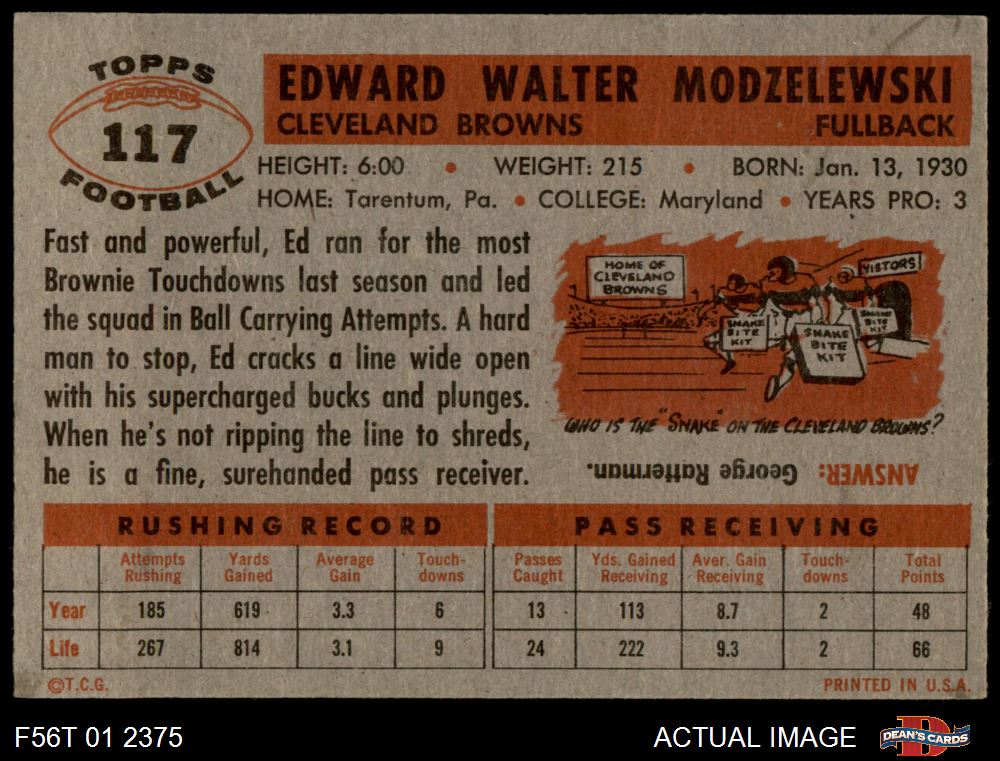 TOPPS
117
FOOTBALL
EDWARD WALTER MODZELEWSKI
CLEVELAND BROWNS FULLBACK
HEIGHT: 6:00 • WEIGHT: 215 • BORN: Jan. 13, 1930
HOME: Tarentum, Pa. • COLLEGE: Maryland • YEARS PRO: 3
Fast and powerful, Ed ran for the most
Brownie Touchdowns last season and led
the squad in Ball Carrying Attempts. A hard
man to stop, Ed cracks a line wide open
with his supercharged bucks and plunges.
When he's not ripping the line to shreds,
he is a fine, surehanded pass receiver.
HOME OF
CLEVELAND
BROWNS
VISTORS
SNAKE
BITE
KIT
SNAKE
BITE
KIT
SNAKE
BITE
KIT
WHO IS THE "SNAKE" ON THE CLEVELAND BROWNS?
ANSWER: George Ratterman.
RUSHING RECORD PASS RECEIVING
Attempts Rushing Yards Gained Average Gain Touch-downs Passes Caught Yds. Gained Receiving Aver. Gain Receiving Touch-downs Total Points
Year 185 619 3.3 6 13 113 8.7 2 48
Life 267 814 3.1 9 24 222 9.3 2 66
©T.C.G. PRINTED IN U.S.A.
F56T 01 2375 ACTUAL IMAGE DEAN'S CARDS